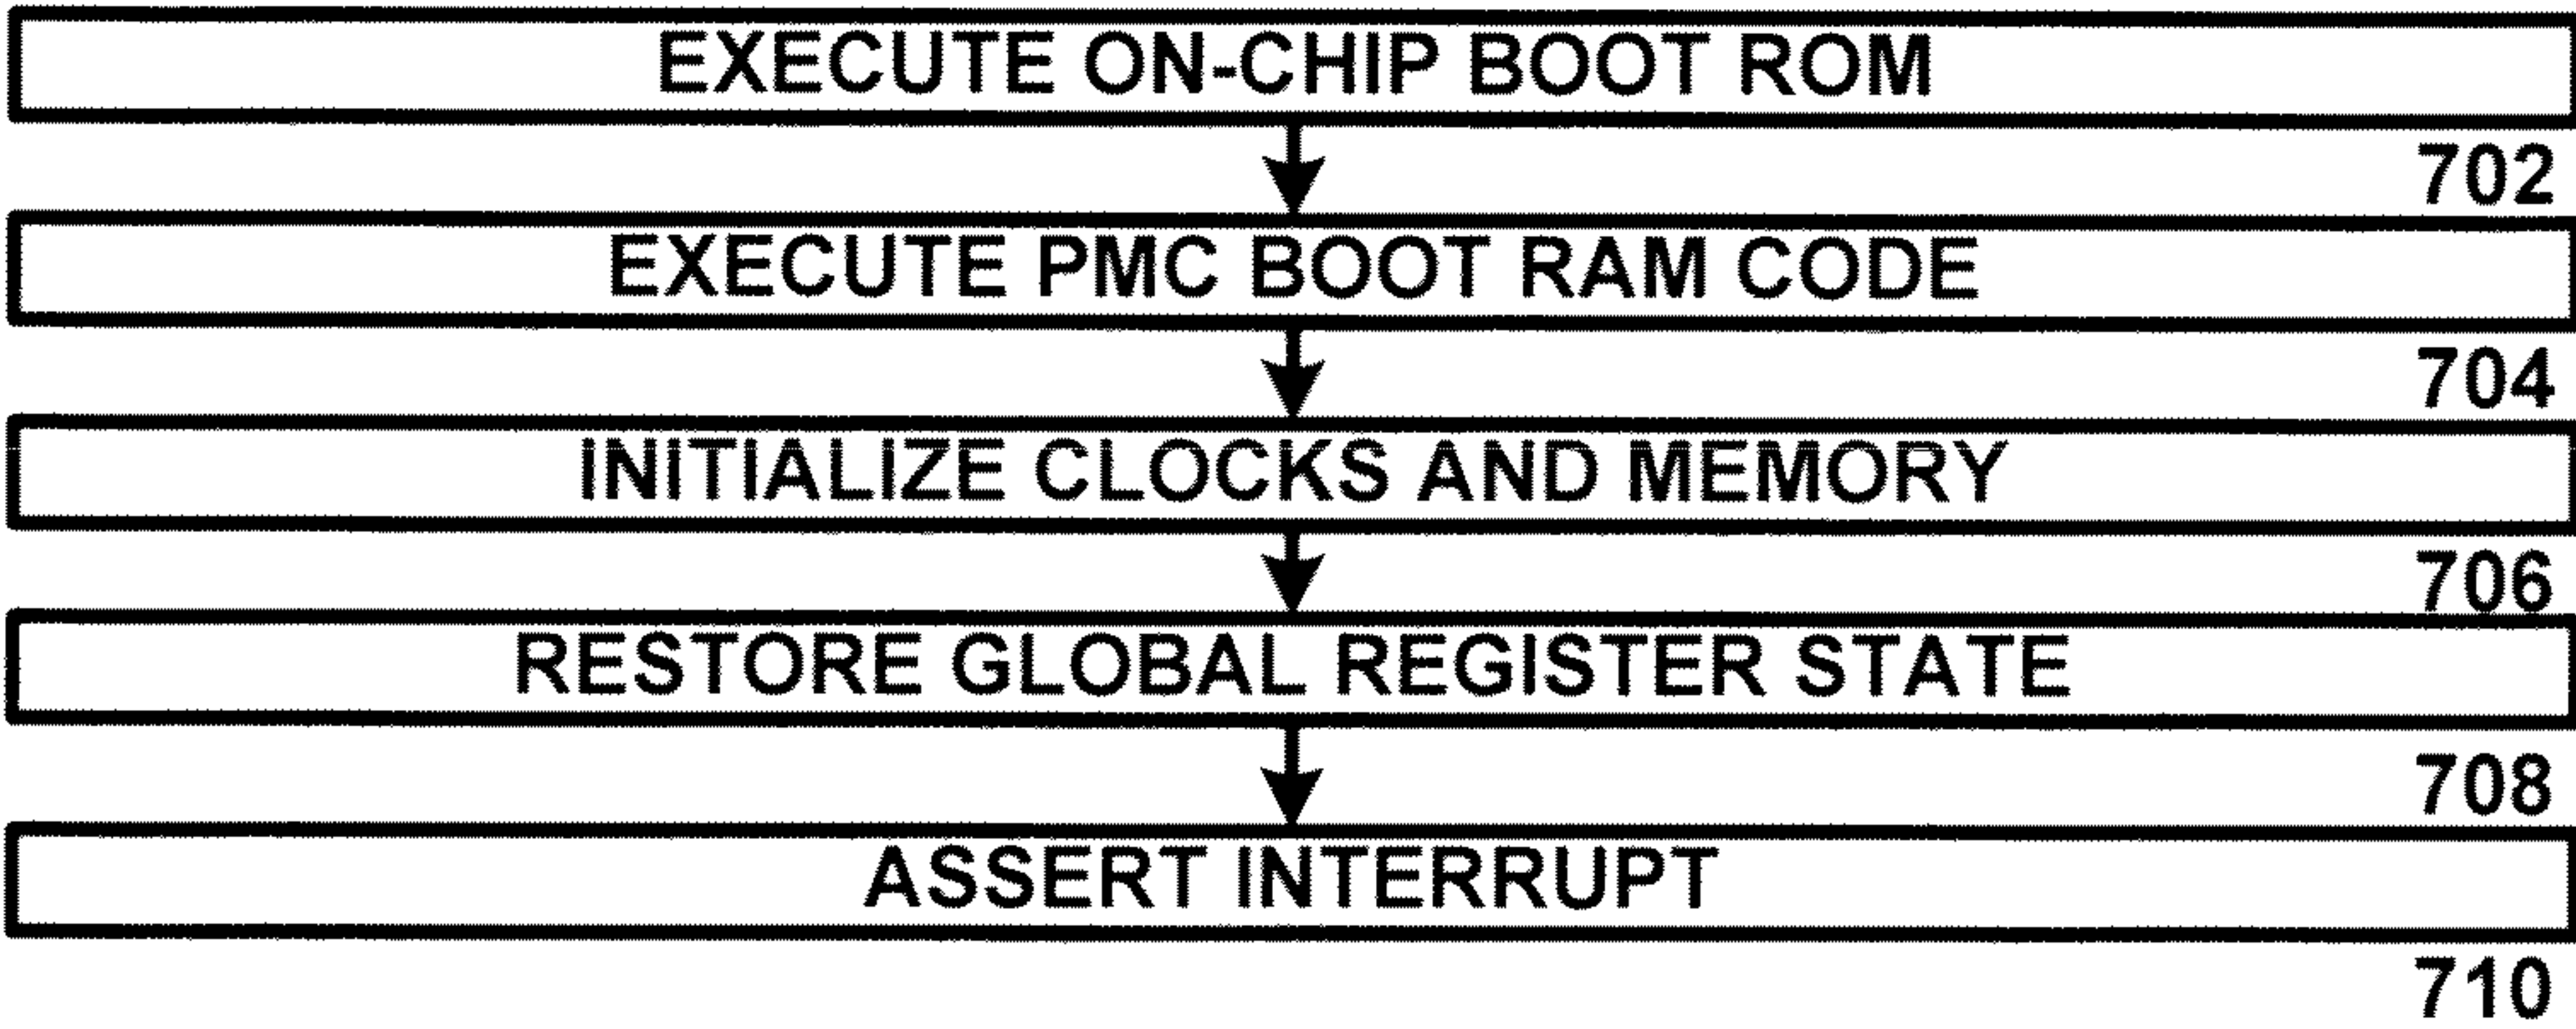 EXECUTE ON-CHIP BOOT ROM
702
EXECUTE PMC BOOT RAM CODE
704
INITIALIZE CLOCKS AND MEMORY
706
RESTORE GLOBAL REGISTER STATE
708
ASSERT INTERRUPT
710